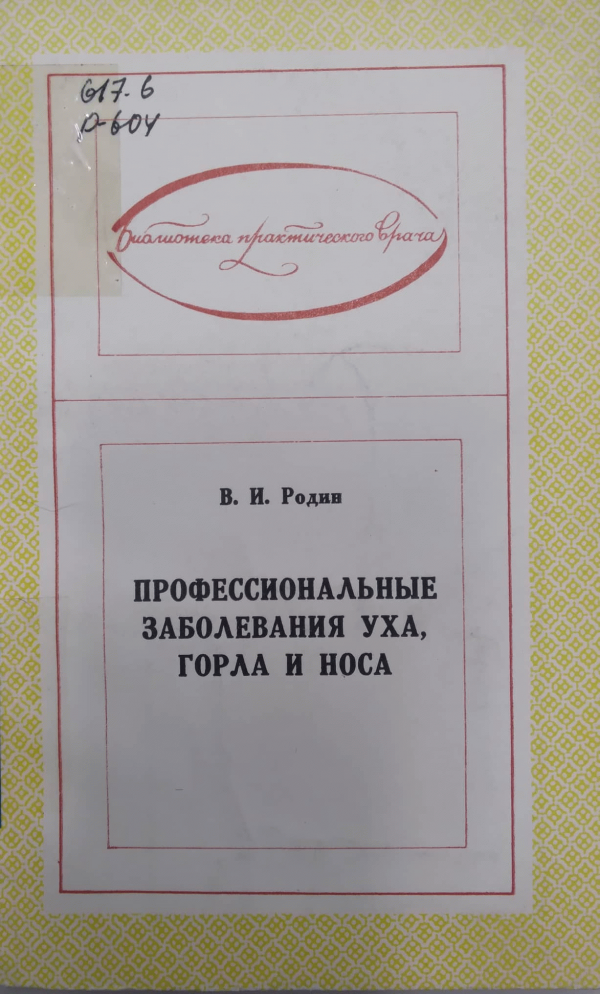 617.6
Р-604
Библиотека практического врача
В. И. Родин
ПРОФЕССИОНАЛЬНЫЕ
ЗАБОЛЕВАНИЯ УХА,
ГОРЛА И НОСА